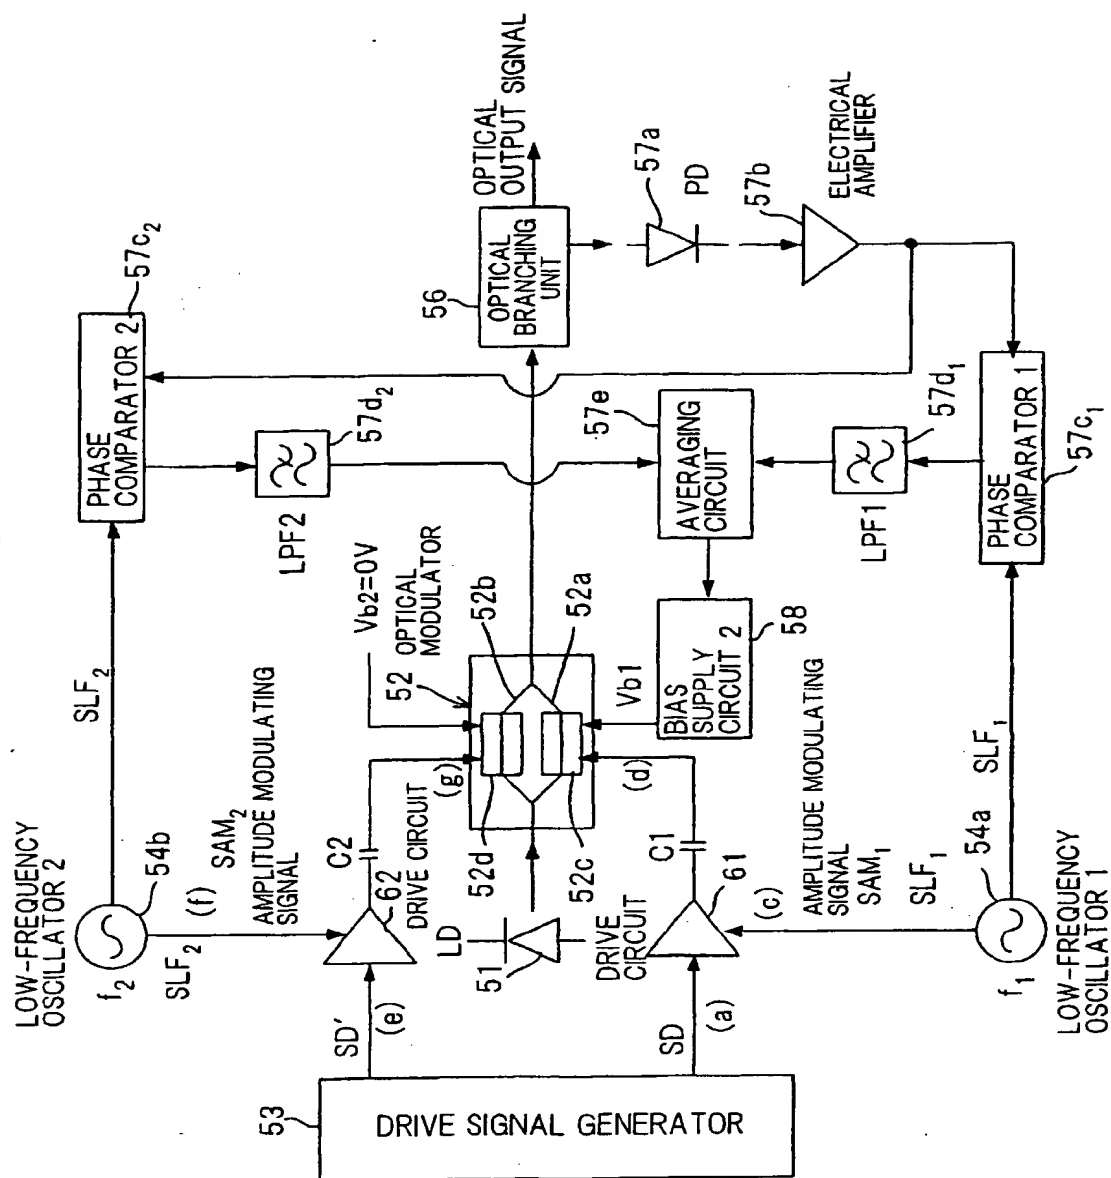 LOW-FREQUENCY
OSCILLATOR 2
f2
54b
SLF2
SLF2
(f)
SAM2
AMPLITUDE MODULATING
SIGNAL
PHASE
COMPARATOR 2
57c2
LPF2
57d2
Vb2=0V
OPTICAL
MODULATOR
52
52b
52a
52d
52c
(g)
(d)
C2
62
DRIVE CIRCUIT
SD'
(e)
53
DRIVE SIGNAL GENERATOR
LD
51
DRIVE
CIRCUIT
SD
(a)
61
C1
(c)
AMPLITUDE MODULATING
SIGNAL
SAM1
SLF1
54a
f1
LOW-FREQUENCY
OSCILLATOR 1
SLF1
Vb1
BIAS
SUPPLY
CIRCUIT 2
58
57e
AVERAGING
CIRCUIT
LPF1
57d1
PHASE
COMPARATOR 1
57c1
56
OPTICAL
BRANCHING
UNIT
OPTICAL
OUTPUT SIGNAL
57a
PD
57b
ELECTRICAL
AMPLIFIER